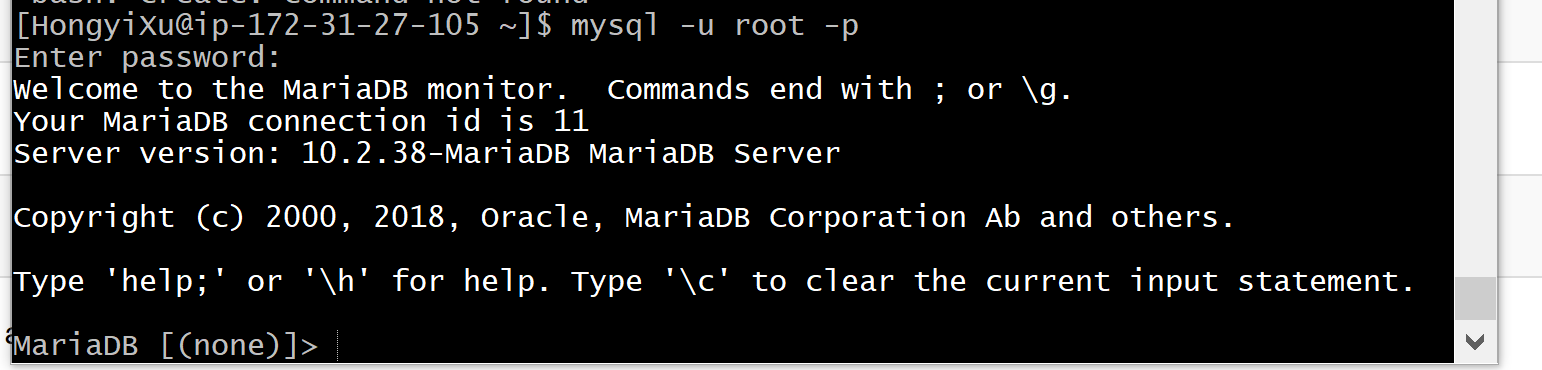 bash: create: command not found
[HongyiXu@ip-172-31-27-105 ~]$ mysql -u root -p
Enter password:
Welcome to the MariaDB monitor.  Commands end with ; or \g.
Your MariaDB connection id is 11
Server version: 10.2.38-MariaDB MariaDB Server
Copyright (c) 2000, 2018, Oracle, MariaDB Corporation Ab and others.
Type 'help;' or '\h' for help. Type '\c' to clear the current input statement.
MariaDB [(none)]>